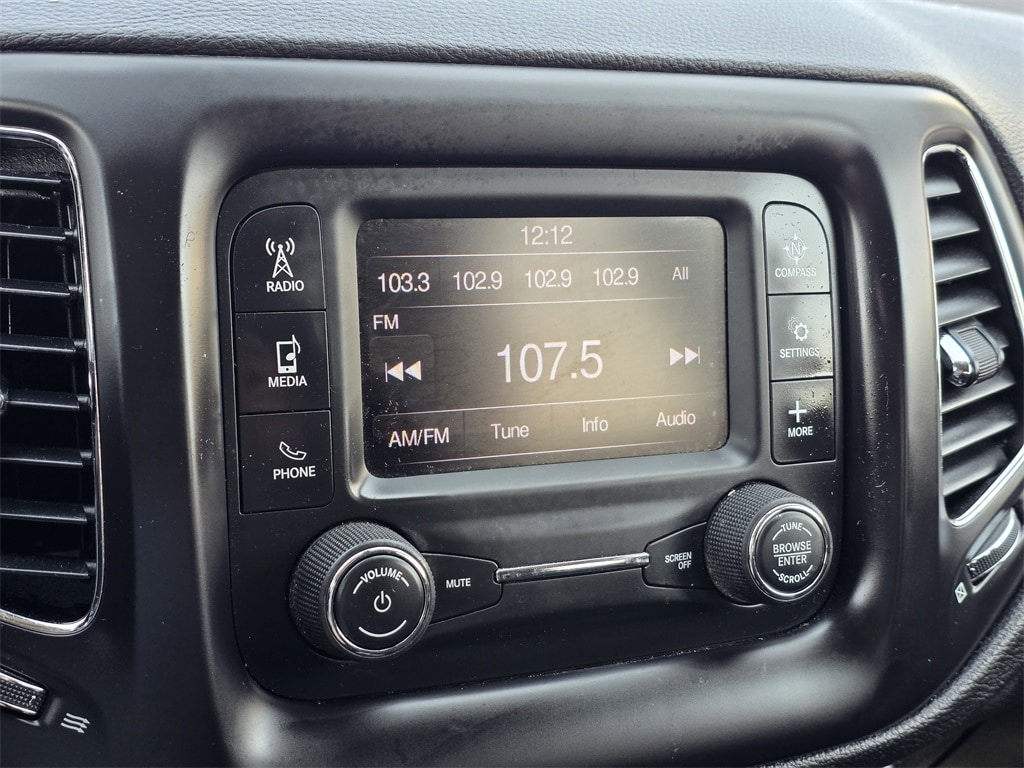 12:12
103.3 102.9 102.9 102.9 All
FM
107.5
AM/FM Tune Info Audio
RADIO
MEDIA
PHONE
COMPASS
SETTINGS
MORE
VOLUME
MUTE
SCREEN
OFF
TUNE
BROWSE
ENTER
SCROLL